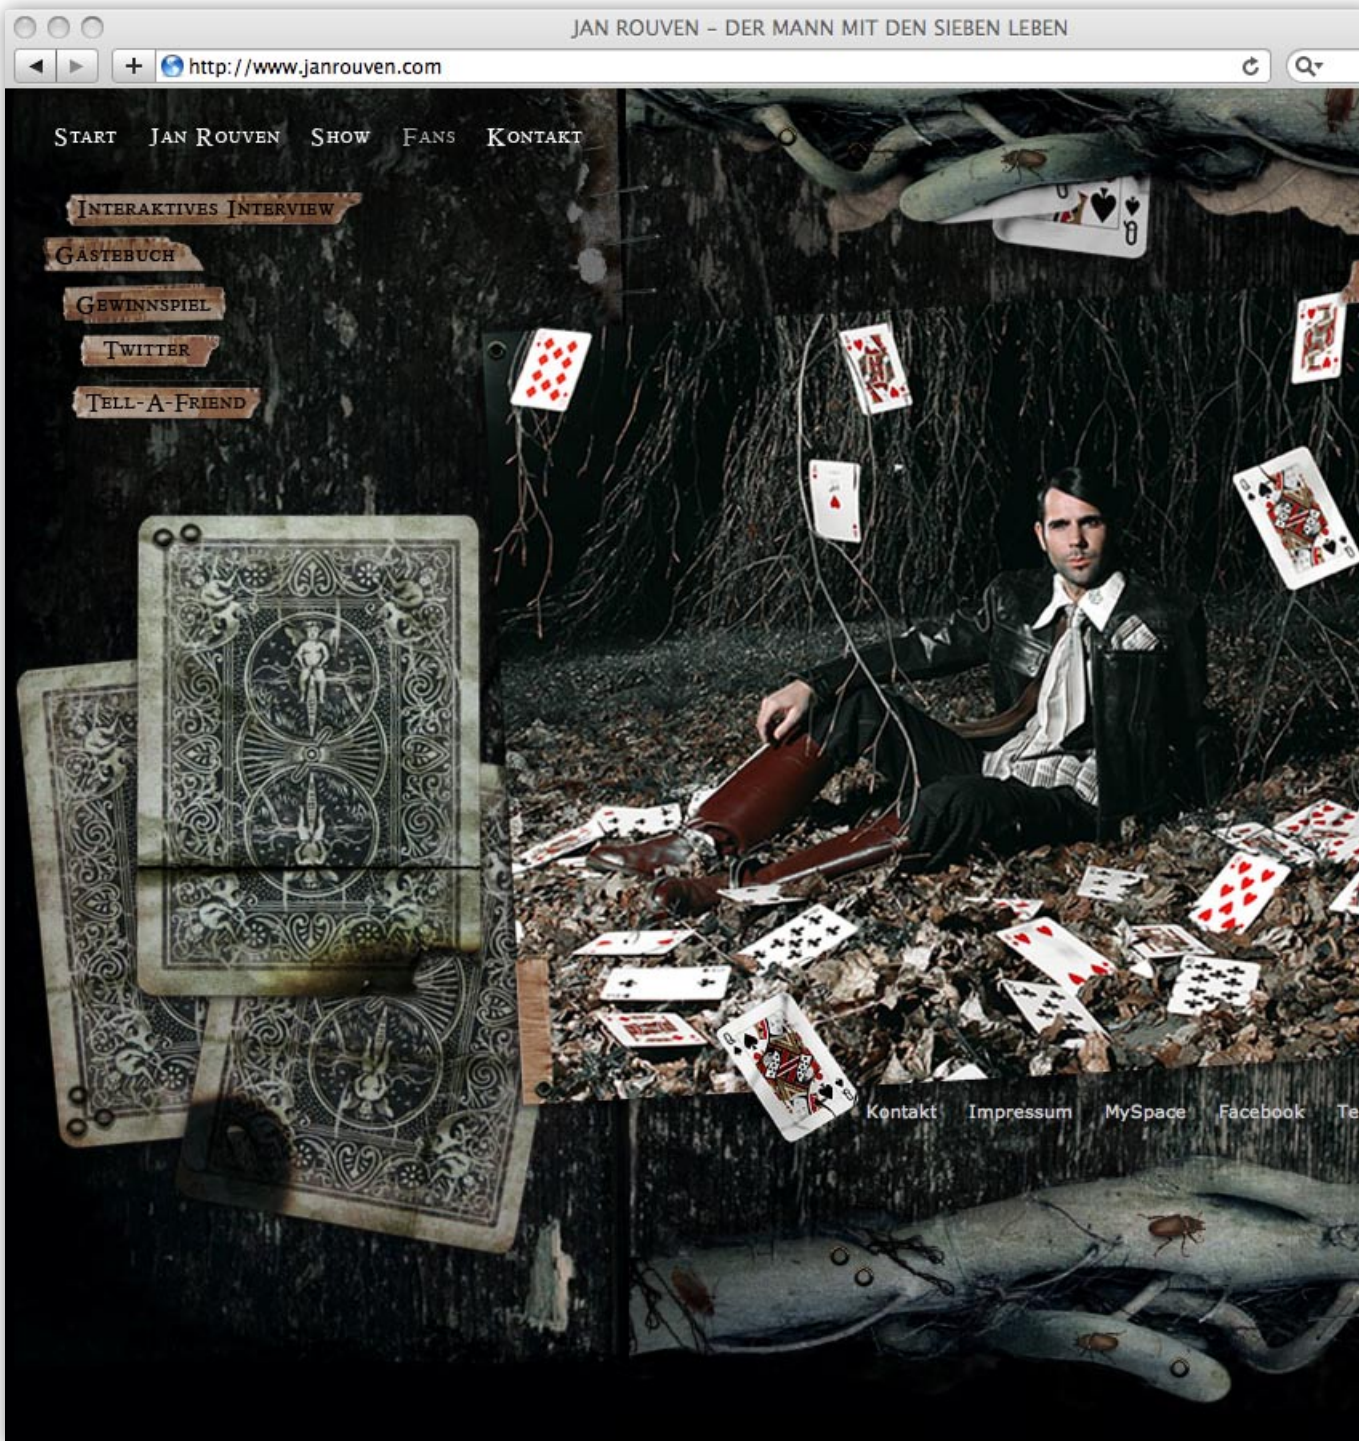 JAN ROUVEN – DER MANN MIT DEN SIEBEN LEBEN
http://www.janrouven.com
START JAN ROUVEN SHOW FANS KONTAKT
INTERAKTIVES INTERVIEW
GÄSTEBUCH
GEWINNSPIEL
TWITTER
TELL-A-FRIEND
Kontakt Impressum MySpace Facebook Te